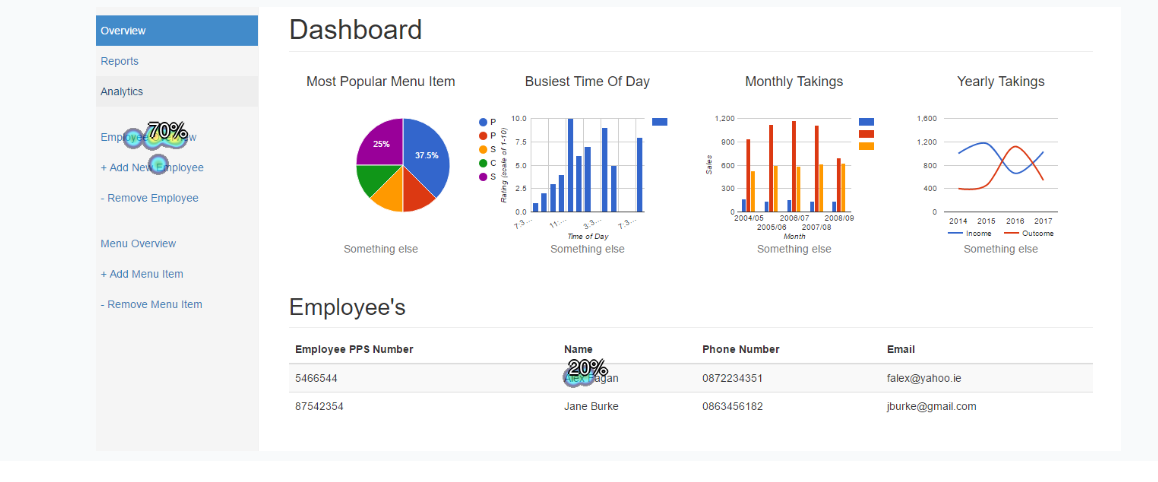 Overview
Reports
Analytics
70%
+ Add New Employee
- Remove Employee
Menu Overview
+ Add Menu Item
- Remove Menu Item
Dashboard
Most Popular Menu Item
25%
37.5%
P
P
S
C
S
Something else
Busiest Time Of Day
Rating (scale of 1-10)
10.0
7.5
5.0
2.5
0.0
7:3...
11:...
3:3...
7:3...
Time of Day
Something else
Monthly Takings
Sales
1,200
900
600
300
0
2004/05
2006/07
2008/09
2005/06
2007/08
Month
Something else
Yearly Takings
1,600
1,200
800
400
0
2014 2015 2016 2017
Income Outcome
Something else
Employee's
Employee PPS Number Name Phone Number Email
20%
5466544 Alex Fagan 0872234351 falex@yahoo.ie
87542354 Jane Burke 0863456182 jburke@gmail.com